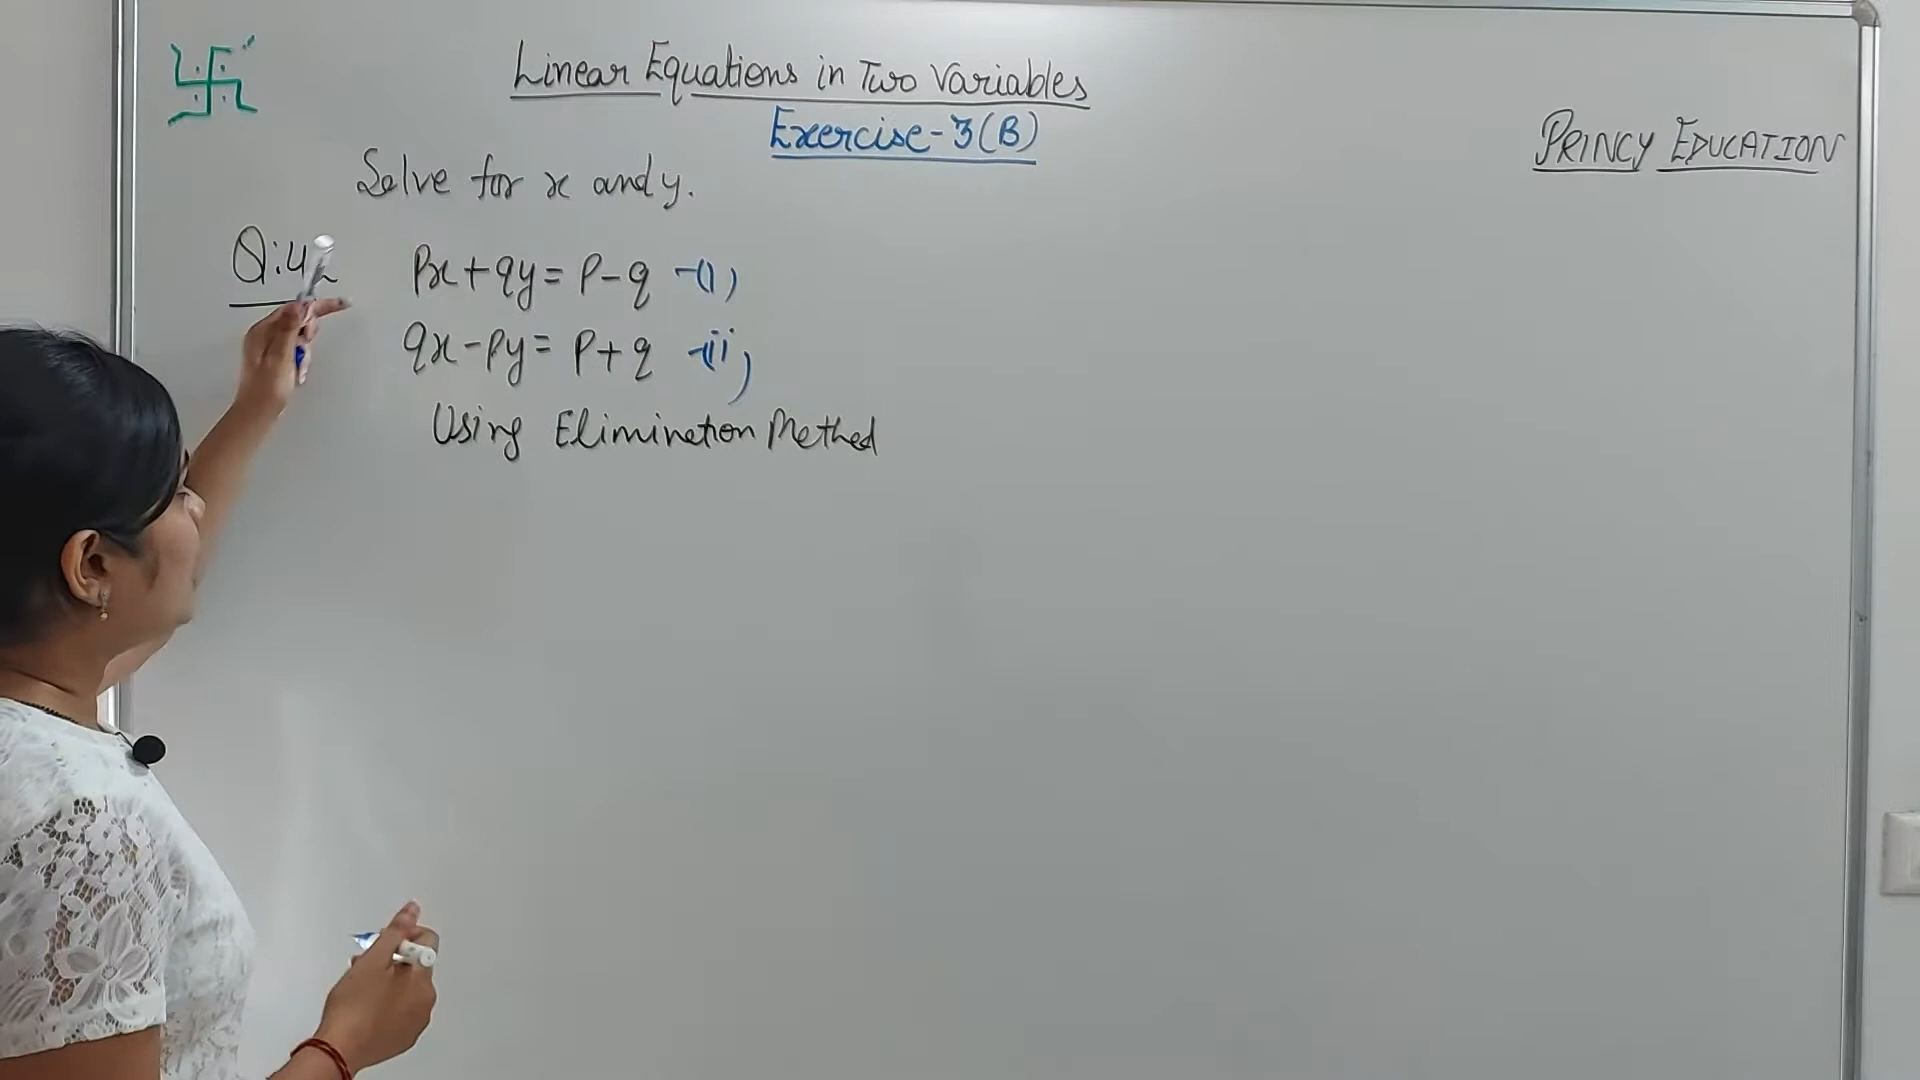 Linear Equations in Two Variables
Exercise-3(B)
PRINCY EDUCATION
Solve for x and y.
Q:42 px+qy=p-q -(i)
qx-py=p+q -(ii)
Using Elimination Method